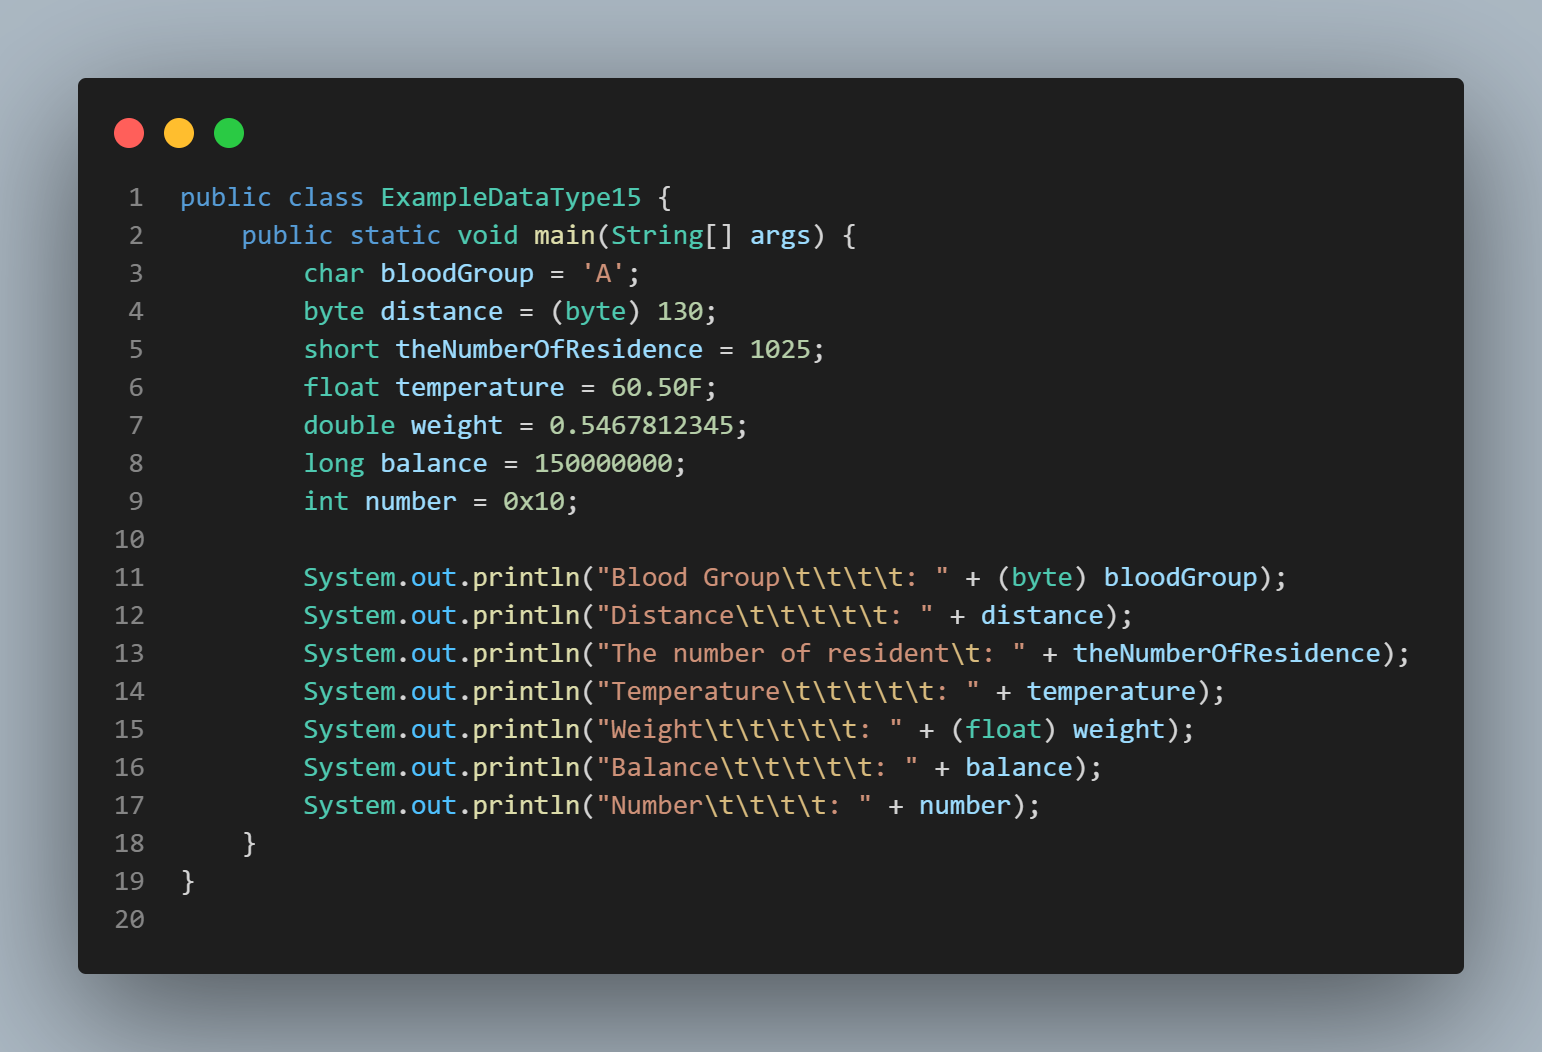 1 public class ExampleDataType15 {
2     public static void main(String[] args) {
3         char bloodGroup = 'A';
4         byte distance = (byte) 130;
5         short theNumberOfResidence = 1025;
6         float temperature = 60.50F;
7         double weight = 0.5467812345;
8         long balance = 150000000;
9         int number = 0x10;
10
11         System.out.println("Blood Group\t\t\t\t: " + (byte) bloodGroup);
12         System.out.println("Distance\t\t\t\t\t: " + distance);
13         System.out.println("The number of resident\t: " + theNumberOfResidence);
14         System.out.println("Temperature\t\t\t\t\t: " + temperature);
15         System.out.println("Weight\t\t\t\t\t: " + (float) weight);
16         System.out.println("Balance\t\t\t\t\t: " + balance);
17         System.out.println("Number\t\t\t\t: " + number);
18     }
19 }
20